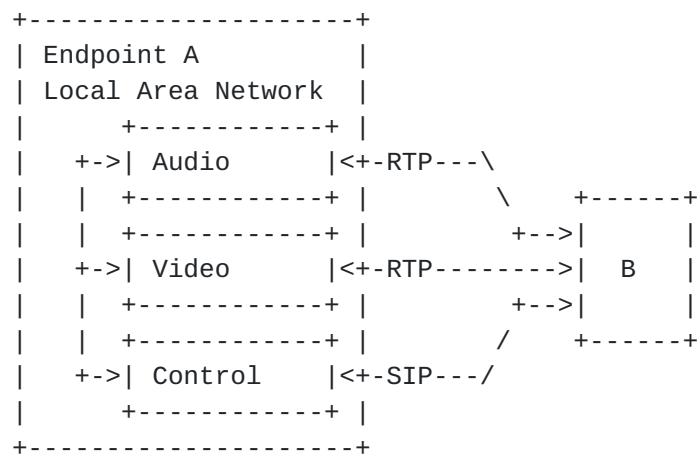 Endpoint A
Local Area Network
Audio
RTP
Video
RTP
B
Control
SIP